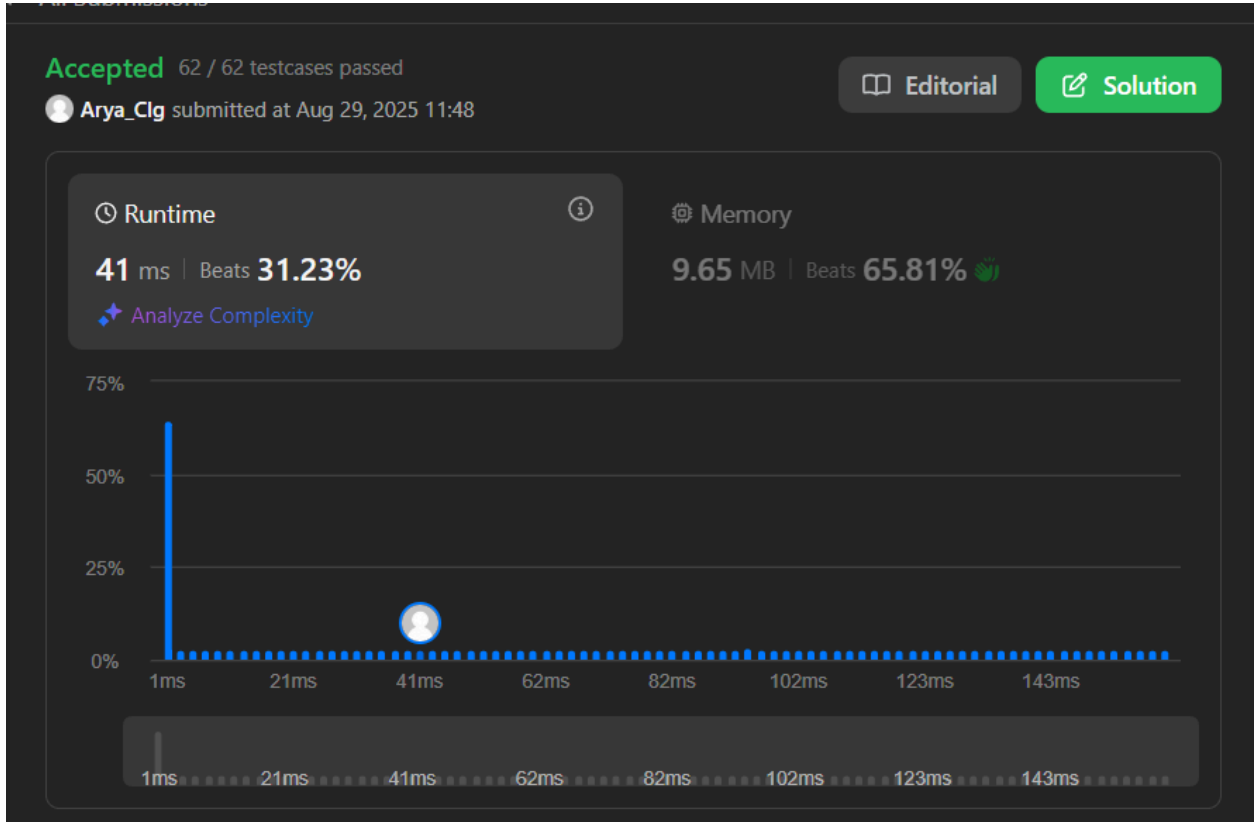 All Submissions
Accepted 62 / 62 testcases passed
Arya_Clg submitted at Aug 29, 2025 11:48
Editorial
Solution
Runtime
41 ms | Beats 31.23%
Analyze Complexity
Memory
9.65 MB | Beats 65.81%
75%
50%
25%
0%
1ms 21ms 41ms 62ms 82ms 102ms 123ms 143ms
1ms 21ms 41ms 62ms 82ms 102ms 123ms 143ms